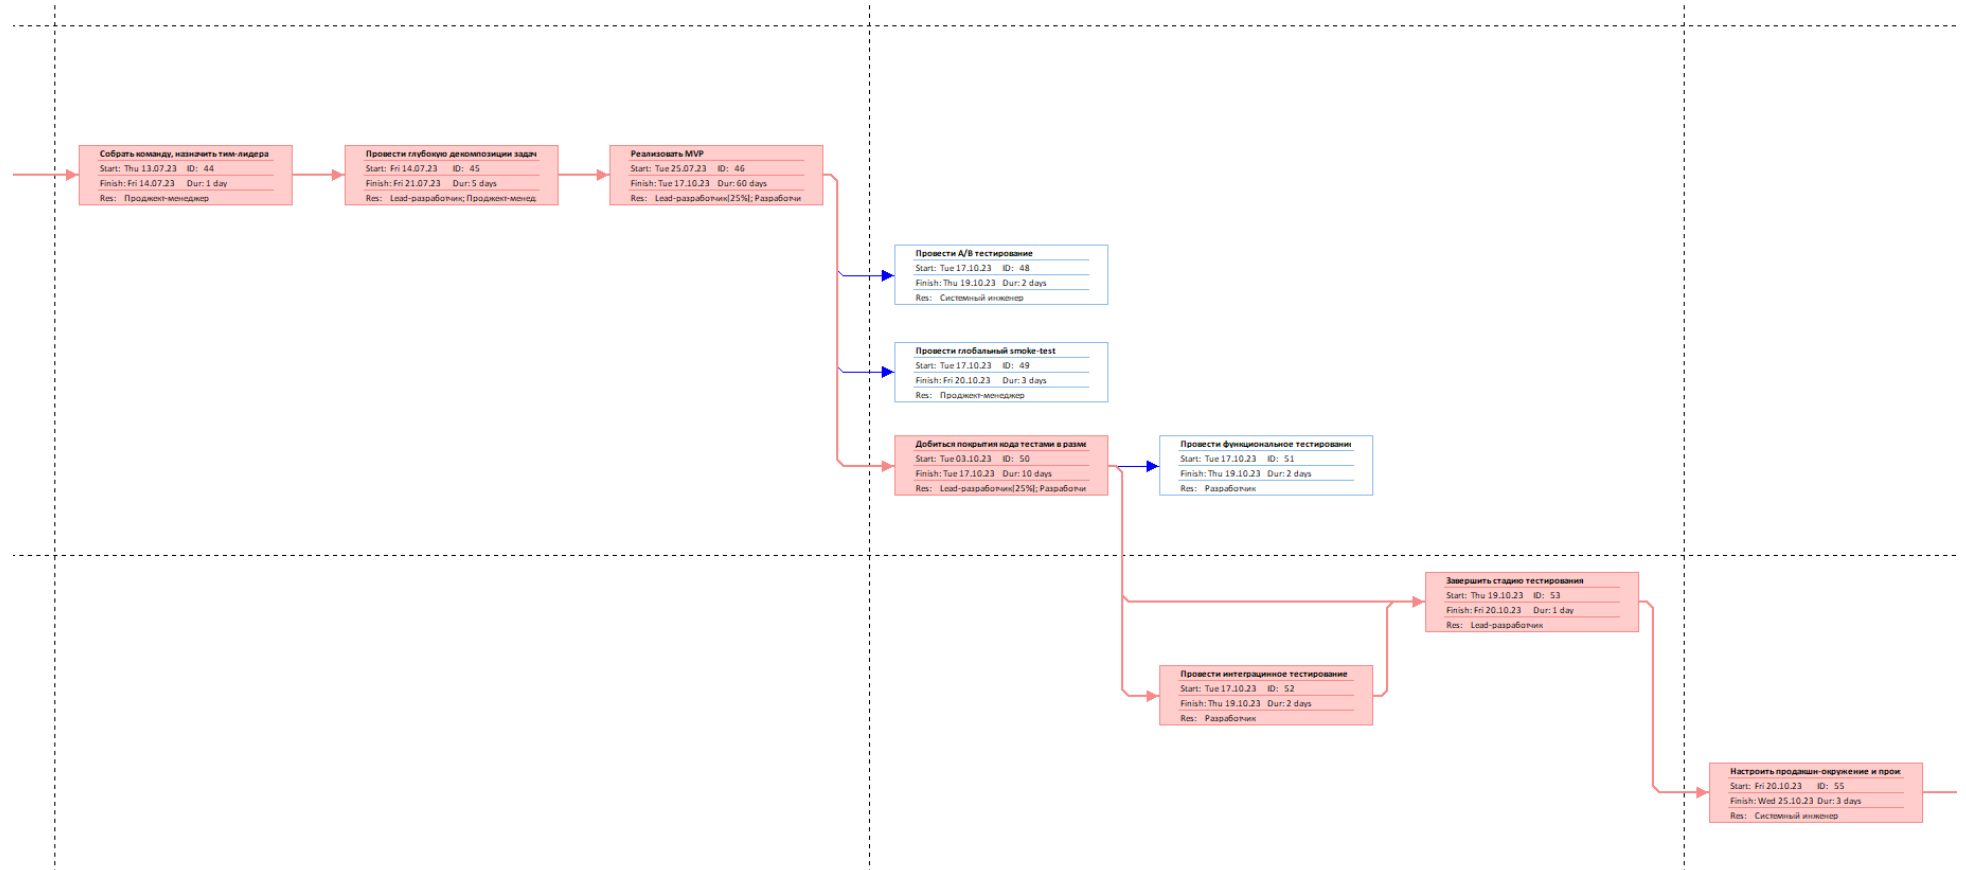 Собрать команду, назначить тим-лидера
Start: Thu 13.07.23 ID: 44
Finish: Fri 14.07.23 Dur: 1 day
Res: Проджект-менеджер
Провести глубокую декомпозиции задач
Start: Fri 14.07.23 ID: 45
Finish: Fri 21.07.23 Dur: 5 days
Res: Lead-разработчик; Проджект-менед
Реализовать MVP
Start: Tue 25.07.23 ID: 46
Finish: Tue 17.10.23 Dur: 60 days
Res: Lead-разработчик[25%]; Разработчи
Провести A/B тестирование
Start: Tue 17.10.23 ID: 48
Finish: Thu 19.10.23 Dur: 2 days
Res: Системный инженер
Провести глобальный smoke-test
Start: Tue 17.10.23 ID: 49
Finish: Fri 20.10.23 Dur: 3 days
Res: Проджект-менеджер
Добиться покрытия кода тестами в разме
Start: Tue 03.10.23 ID: 50
Finish: Tue 17.10.23 Dur: 10 days
Res: Lead-разработчик[25%]; Разработчи
Провести функциональное тестировани
Start: Tue 17.10.23 ID: 51
Finish: Thu 19.10.23 Dur: 2 days
Res: Разработчик
Завершить стадию тестирования
Start: Thu 19.10.23 ID: 53
Finish: Fri 20.10.23 Dur: 1 day
Res: Lead-разработчик
Провести интеграцинное тестирование
Start: Tue 17.10.23 ID: 52
Finish: Thu 19.10.23 Dur: 2 days
Res: Разработчик
Настроить продакшн-окружение и прои
Start: Fri 20.10.23 ID: 55
Finish: Wed 25.10.23 Dur: 3 days
Res: Системный инженер